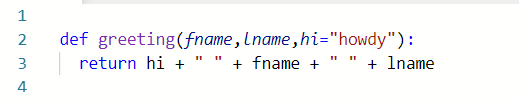 1
2 def greeting(fname,lname,hi="howdy"):
3 return hi + " " + fname + " " + lname
4